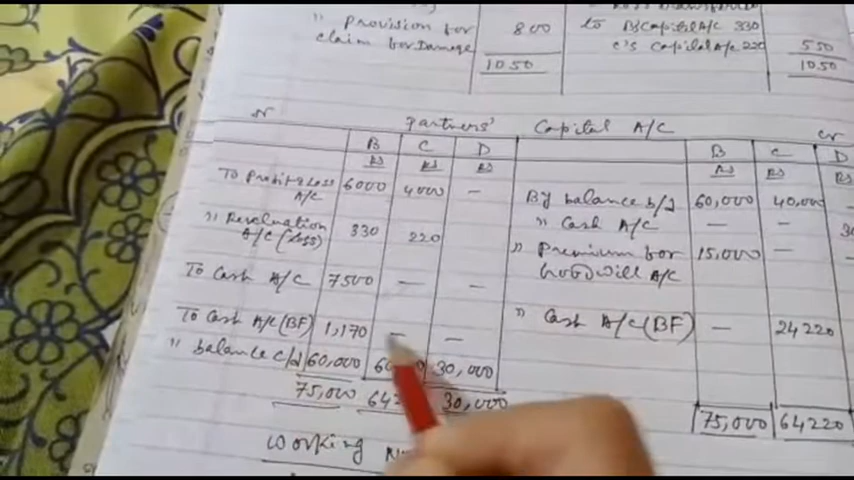 " Provision for 800 to B's Capital A/C 330
claim for Damage C's Capital A/c 220 550
1050 1050
Partners' Capital A/C Cr
B C D B C D
Rs Rs Rs Rs Rs Rs
To Profit & Loss A/C 6000 4000 — By balance b/d 60,000 40,000
" Revaluation A/C (Loss) 330 220 " Cash A/C — —
" Premium for Goodwill A/C 15,000 —
To Cash A/C 7500 — —
To Cash A/C (BF) 1,170 — — " Cash A/C (BF) — 24220
" balance c/d 60,000 30,000
75,000 30,000 75,000 64220
Working